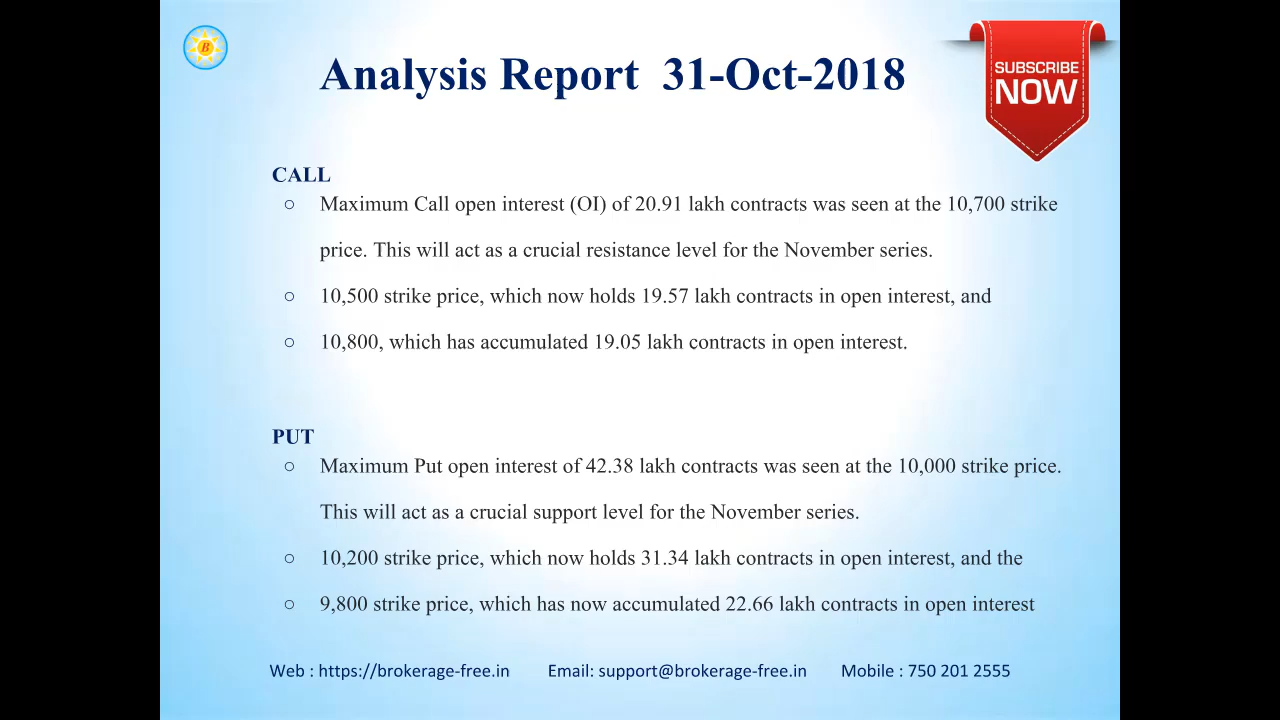 B
Analysis Report 31-Oct-2018
SUBSCRIBE
NOW
CALL
○ Maximum Call open interest (OI) of 20.91 lakh contracts was seen at the 10,700 strike
price. This will act as a crucial resistance level for the November series.
○ 10,500 strike price, which now holds 19.57 lakh contracts in open interest, and
○ 10,800, which has accumulated 19.05 lakh contracts in open interest.
PUT
○ Maximum Put open interest of 42.38 lakh contracts was seen at the 10,000 strike price.
This will act as a crucial support level for the November series.
○ 10,200 strike price, which now holds 31.34 lakh contracts in open interest, and the
○ 9,800 strike price, which has now accumulated 22.66 lakh contracts in open interest
Web : https://brokerage-free.in Email: support@brokerage-free.in Mobile : 750 201 2555